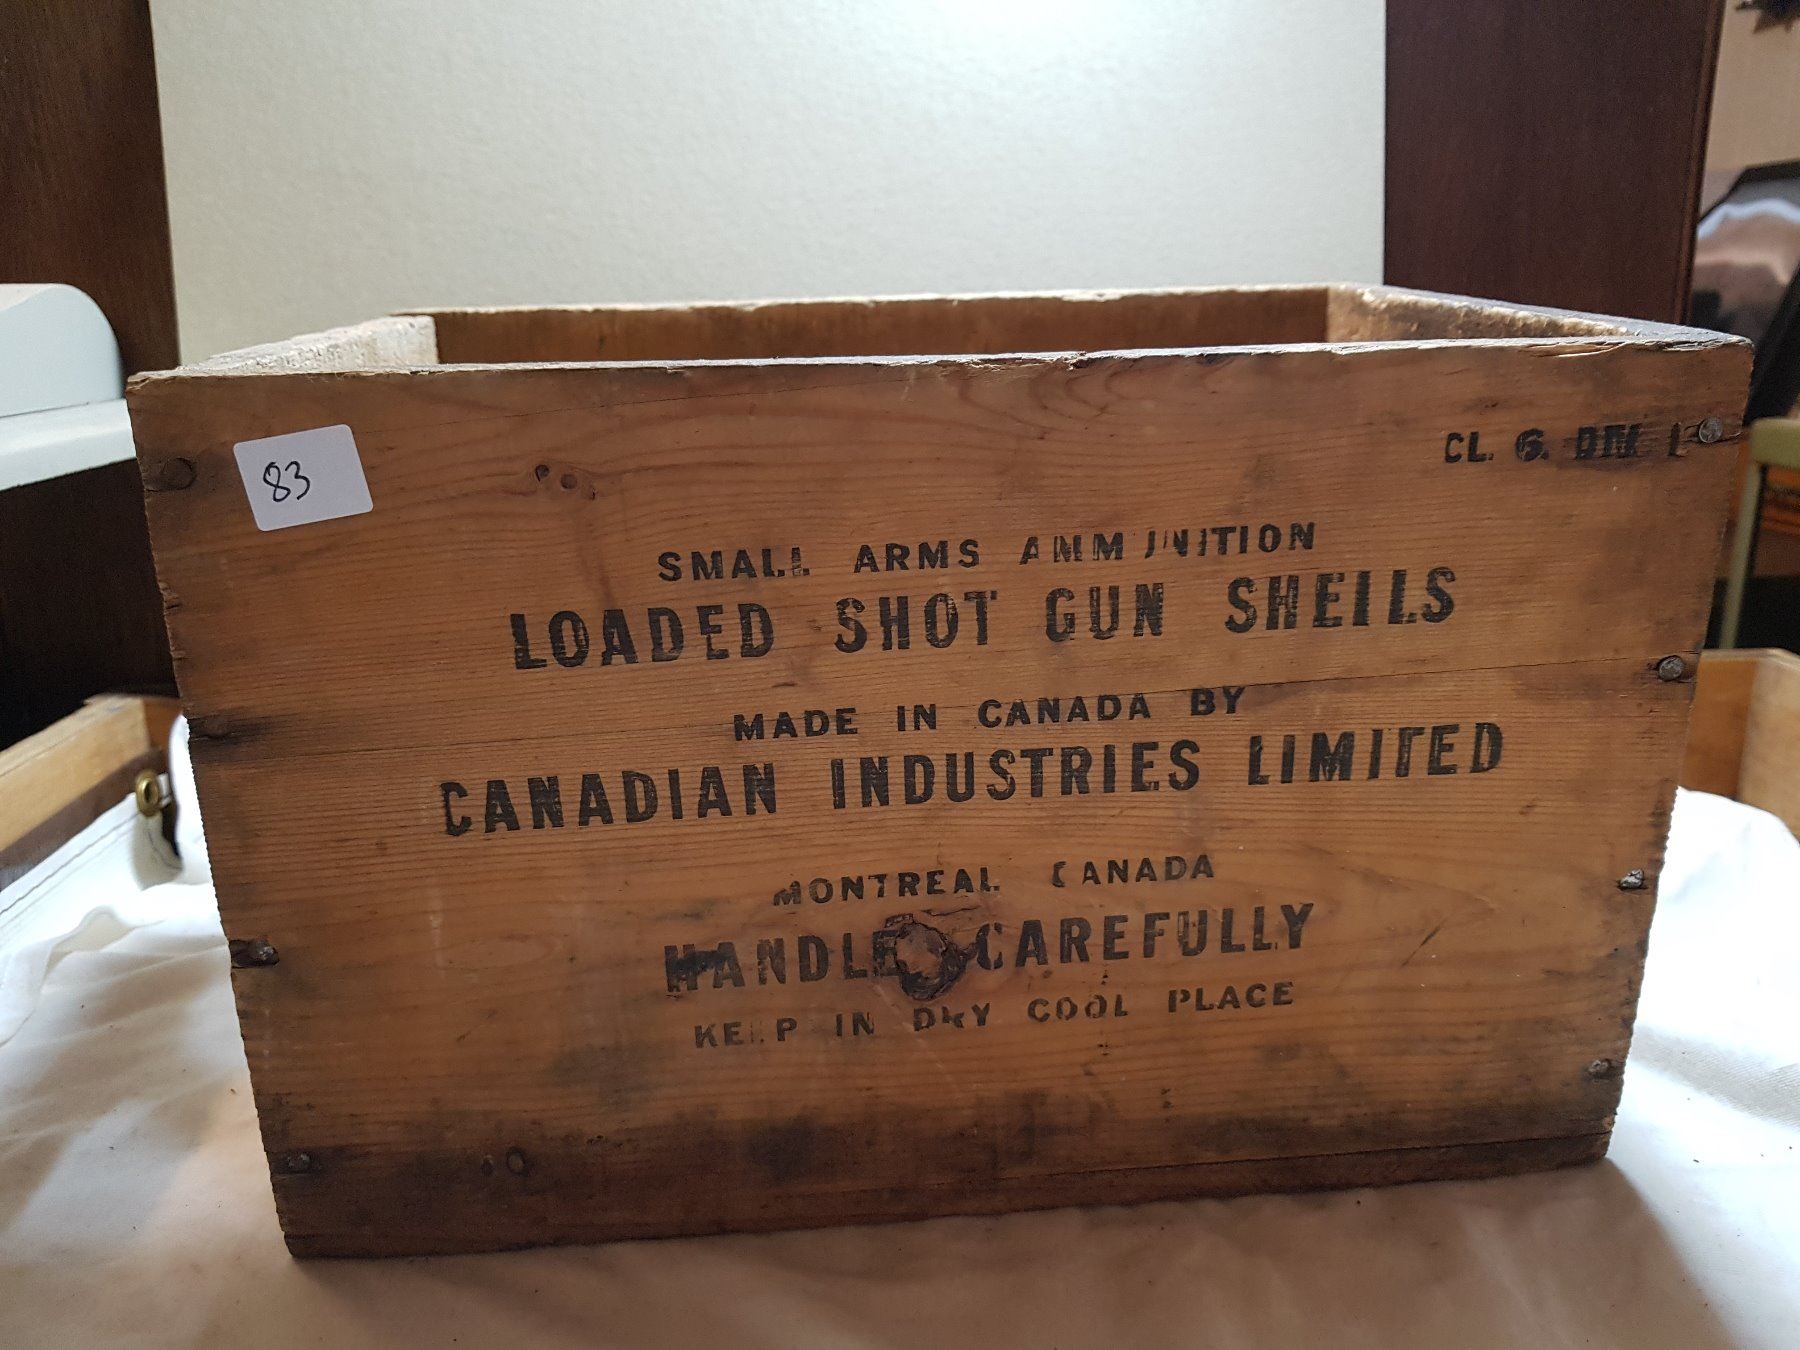 83
CL. 6. DIV. 1
SMALL ARMS AMMUNITION
LOADED SHOT GUN SHELLS
MADE IN CANADA BY
CANADIAN INDUSTRIES LIMITED
MONTREAL CANADA
HANDLE CAREFULLY
KEEP IN DRY COOL PLACE